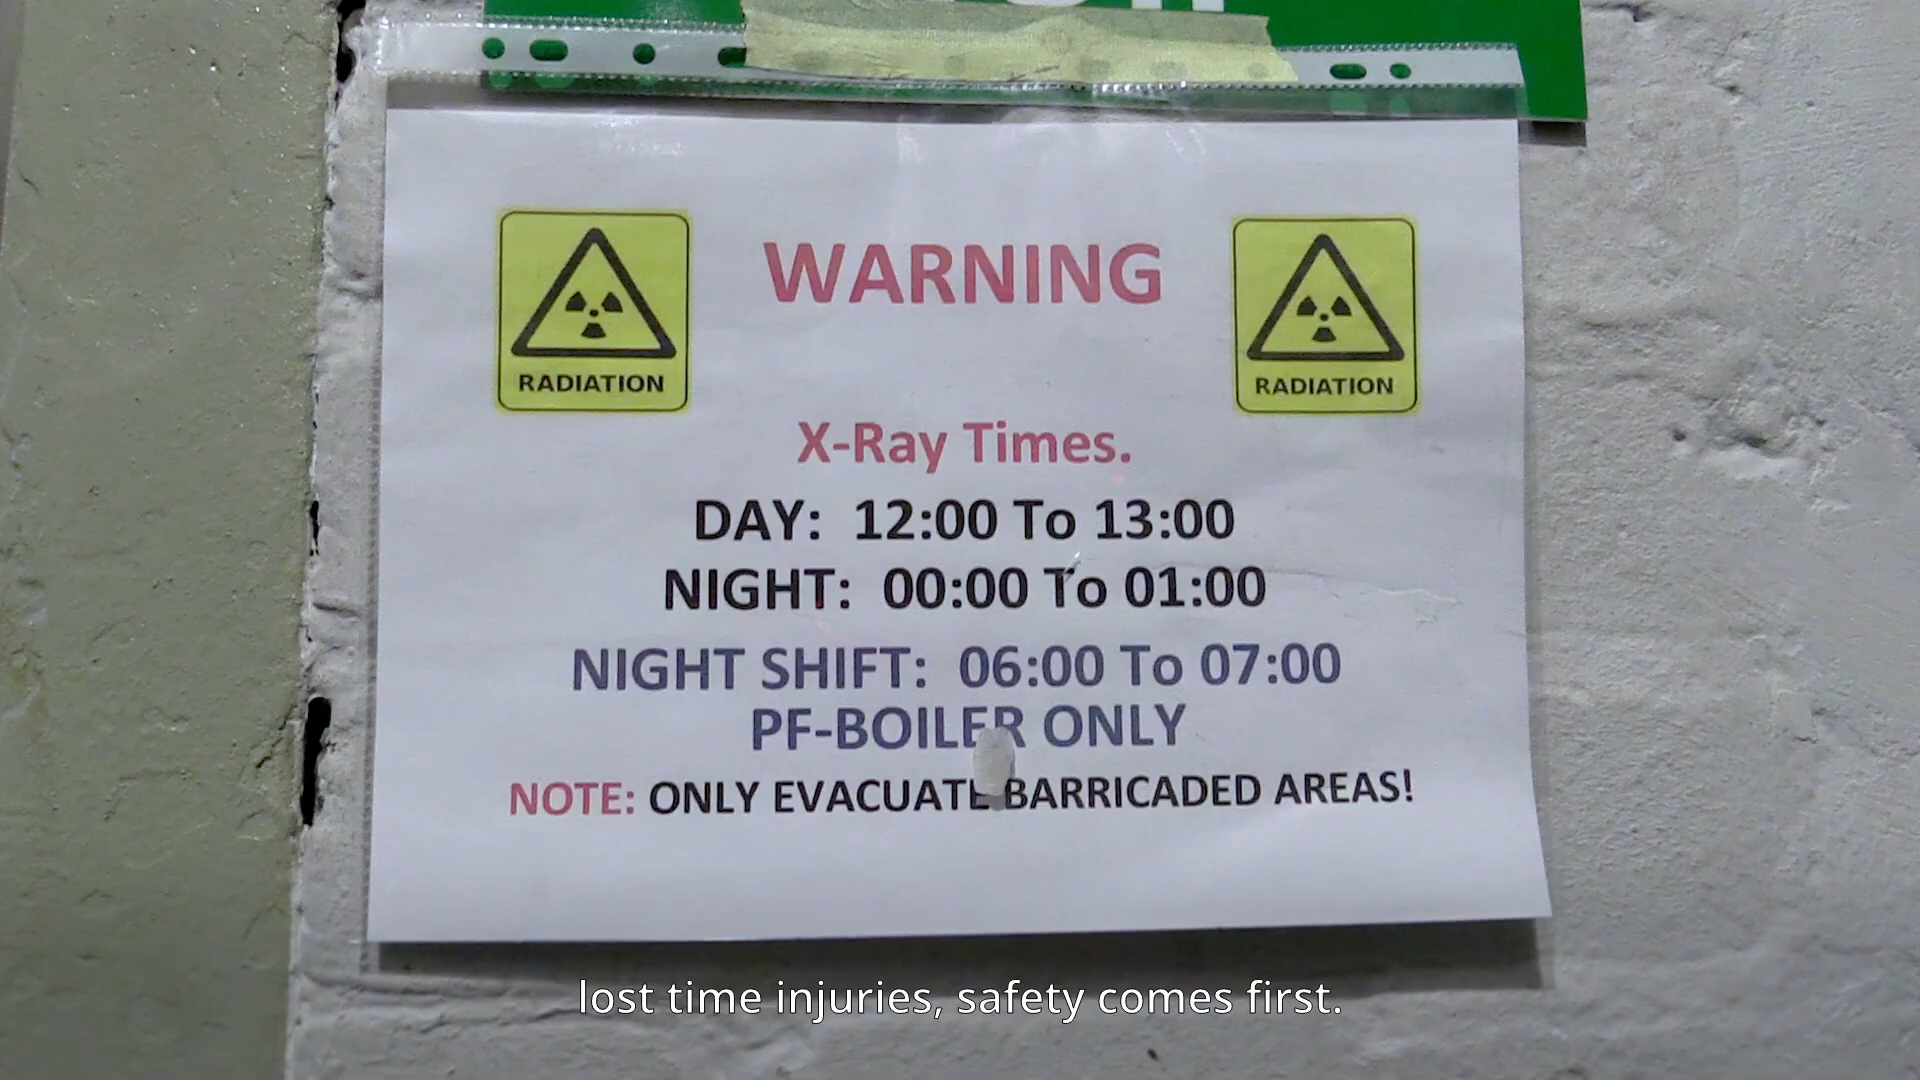 WARNING
RADIATION
RADIATION
X-Ray Times.
DAY: 12:00 To 13:00
NIGHT: 00:00 To 01:00
NIGHT SHIFT: 06:00 To 07:00
PF-BOILER ONLY
NOTE: ONLY EVACUATE BARRICADED AREAS!
lost time injuries, safety comes first.